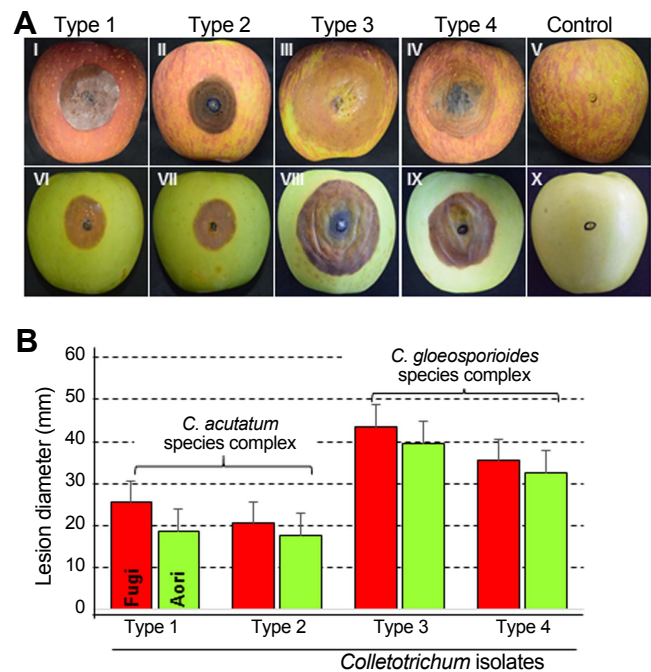 A
Type 1 Type 2 Type 3 Type 4 Control
I II III IV V
VI VII VIII IX X
B
Lesion diameter (mm)
60
50
40
30
20
10
0
C. gloeosporioides
species complex
C. acutatum
species complex
Fugi
Aori
Type 1 Type 2 Type 3 Type 4
Colletotrichum isolates